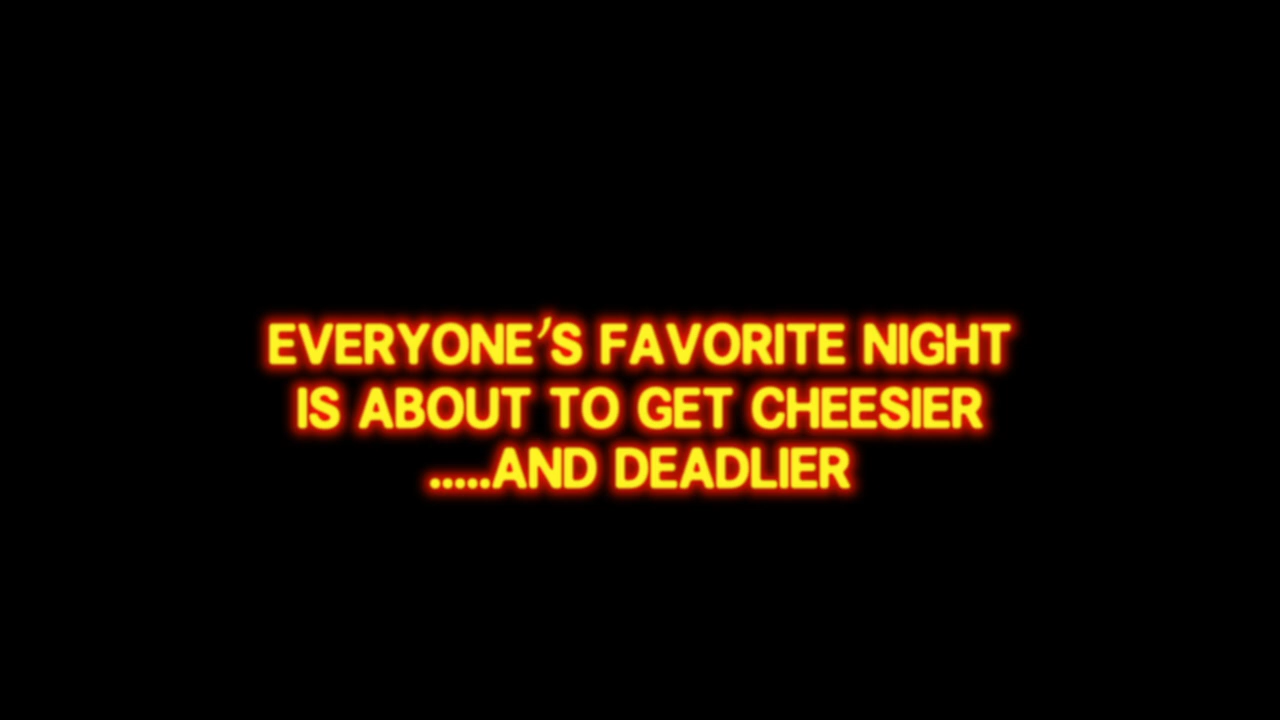 EVERYONE'S FAVORITE NIGHT
IS ABOUT TO GET CHEESIER
.....AND DEADLIER